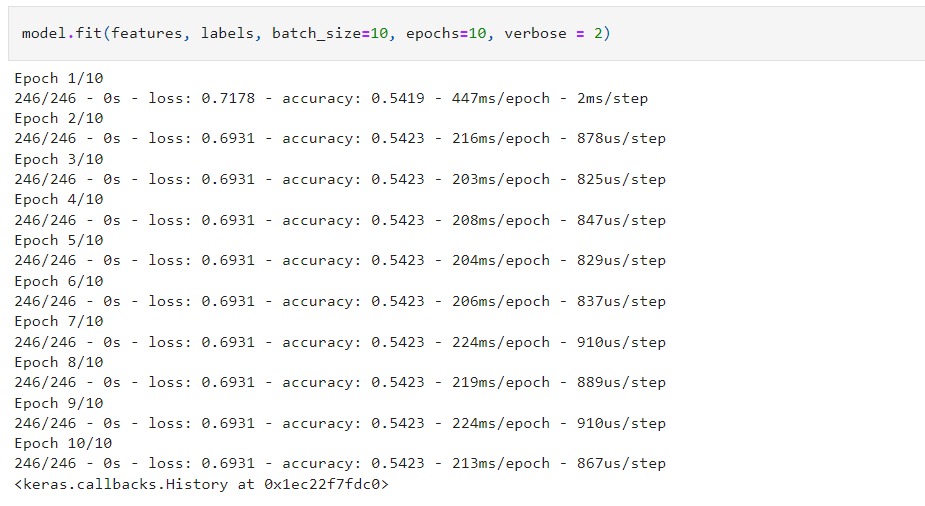 model.fit(features, labels, batch_size=10, epochs=10, verbose = 2)
Epoch 1/10
246/246 - 0s - loss: 0.7178 - accuracy: 0.5419 - 447ms/epoch - 2ms/step
Epoch 2/10
246/246 - 0s - loss: 0.6931 - accuracy: 0.5423 - 216ms/epoch - 878us/step
Epoch 3/10
246/246 - 0s - loss: 0.6931 - accuracy: 0.5423 - 203ms/epoch - 825us/step
Epoch 4/10
246/246 - 0s - loss: 0.6931 - accuracy: 0.5423 - 208ms/epoch - 847us/step
Epoch 5/10
246/246 - 0s - loss: 0.6931 - accuracy: 0.5423 - 204ms/epoch - 829us/step
Epoch 6/10
246/246 - 0s - loss: 0.6931 - accuracy: 0.5423 - 206ms/epoch - 837us/step
Epoch 7/10
246/246 - 0s - loss: 0.6931 - accuracy: 0.5423 - 224ms/epoch - 910us/step
Epoch 8/10
246/246 - 0s - loss: 0.6931 - accuracy: 0.5423 - 219ms/epoch - 889us/step
Epoch 9/10
246/246 - 0s - loss: 0.6931 - accuracy: 0.5423 - 224ms/epoch - 910us/step
Epoch 10/10
246/246 - 0s - loss: 0.6931 - accuracy: 0.5423 - 213ms/epoch - 867us/step
<keras.callbacks.History at 0x1ec22f7fdc0>